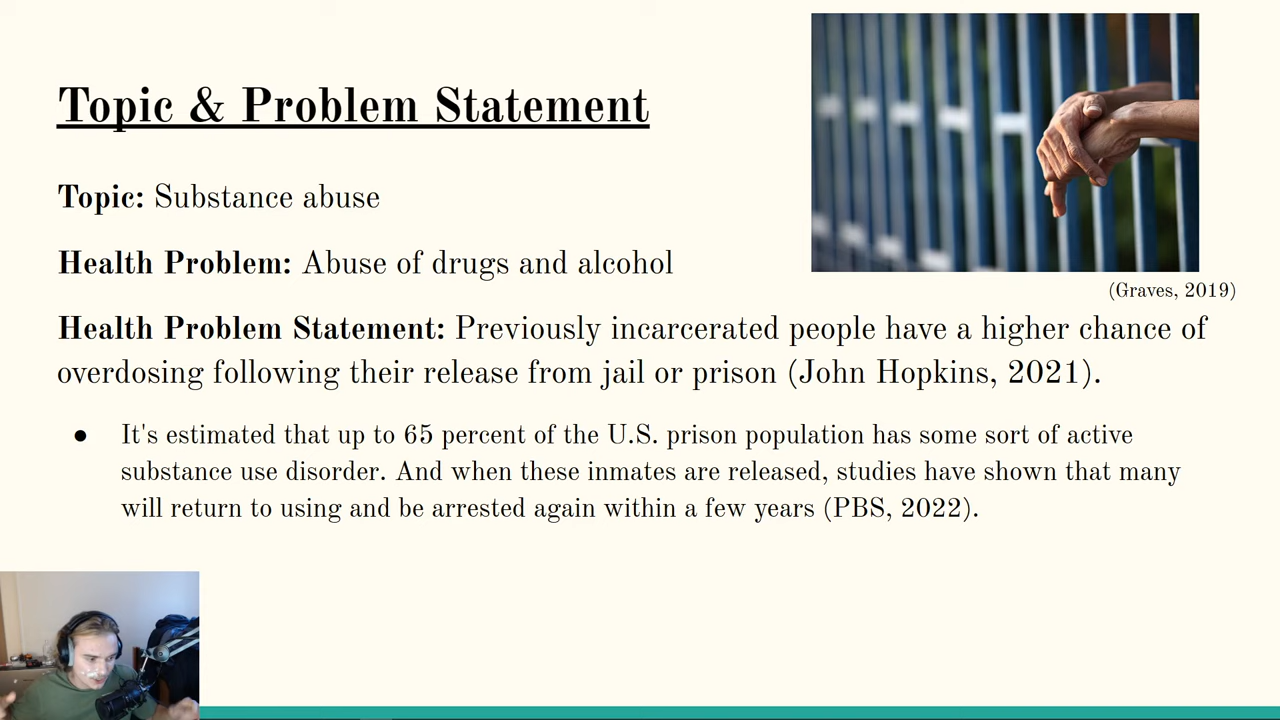 Topic & Problem Statement
Topic: Substance abuse
Health Problem: Abuse of drugs and alcohol
(Graves, 2019)
Health Problem Statement: Previously incarcerated people have a higher chance of
overdosing following their release from jail or prison (John Hopkins, 2021).
● It's estimated that up to 65 percent of the U.S. prison population has some sort of active
substance use disorder. And when these inmates are released, studies have shown that many
will return to using and be arrested again within a few years (PBS, 2022).